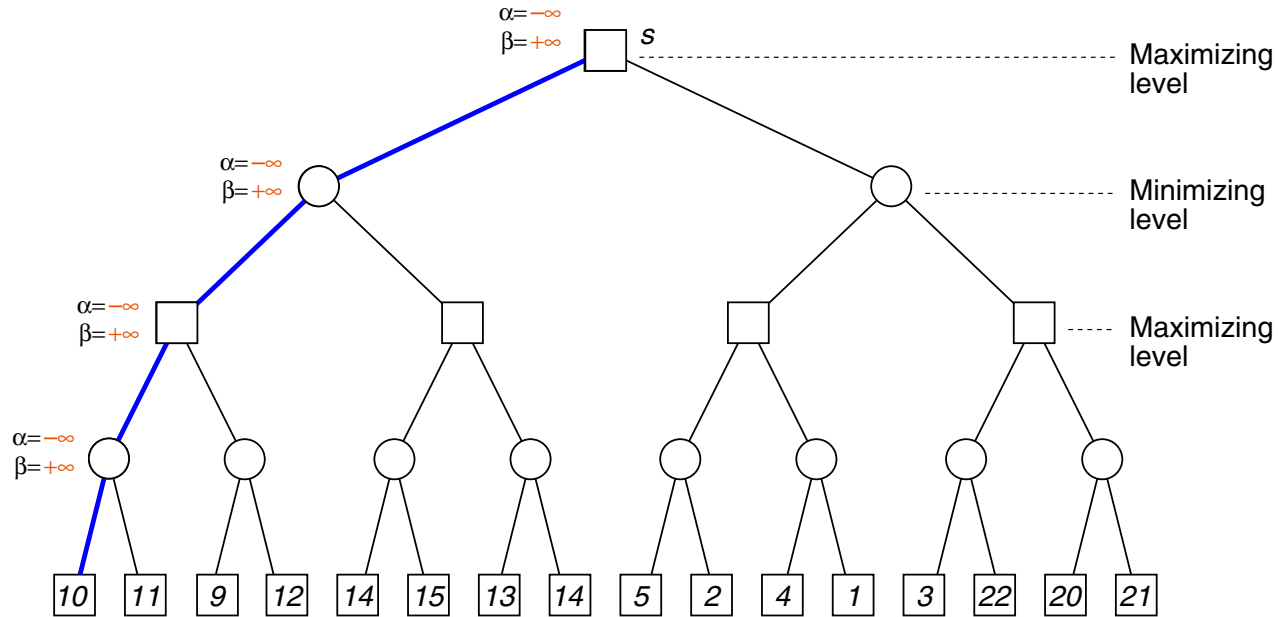 α=−∞
β=+∞
s
Maximizing
level
α=−∞
β=+∞
Minimizing
level
α=−∞
β=+∞
Maximizing
level
α=−∞
β=+∞
10 11 9 12 14 15 13 14 5 2 4 1 3 22 20 21